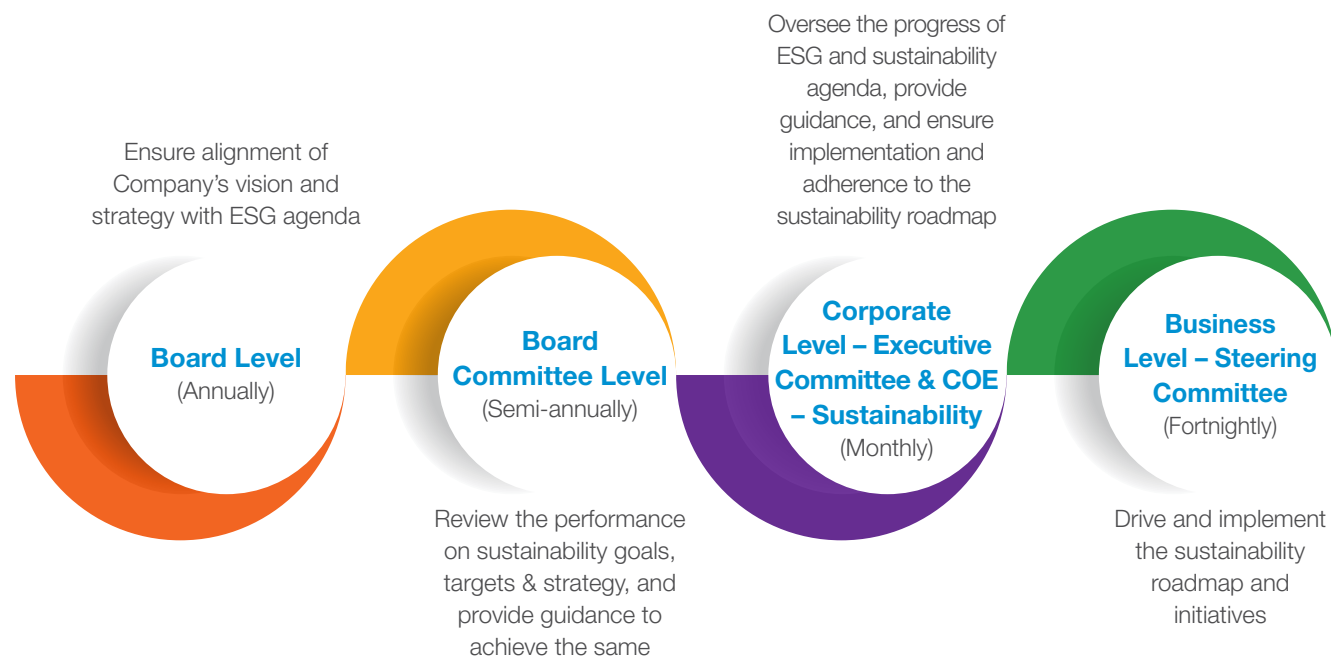 Ensure alignment of
Company’s vision and
strategy with ESG agenda
Board Level
(Annually)
Board
Committee Level
(Semi-annually)
Review the performance
on sustainability goals,
targets & strategy, and
provide guidance to
achieve the same
Oversee the progress of
ESG and sustainability
agenda, provide
guidance, and ensure
implementation and
adherence to the
sustainability roadmap
Corporate
Level – Executive
Committee & COE
– Sustainability
(Monthly)
Business
Level – Steering
Committee
(Fortnightly)
Drive and implement
the sustainability
roadmap and
initiatives